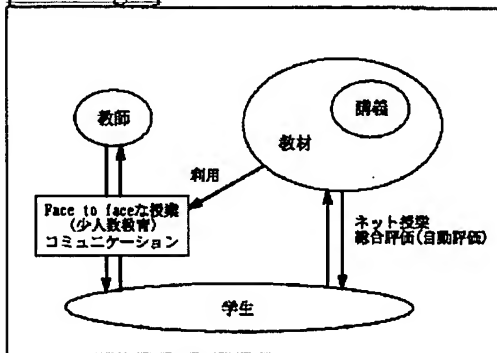 教師
講義
教材
利用
Face to faceな授業
(少人数教育)
コミュニケーション
ネット授業
総合評価(自動評価)
学生